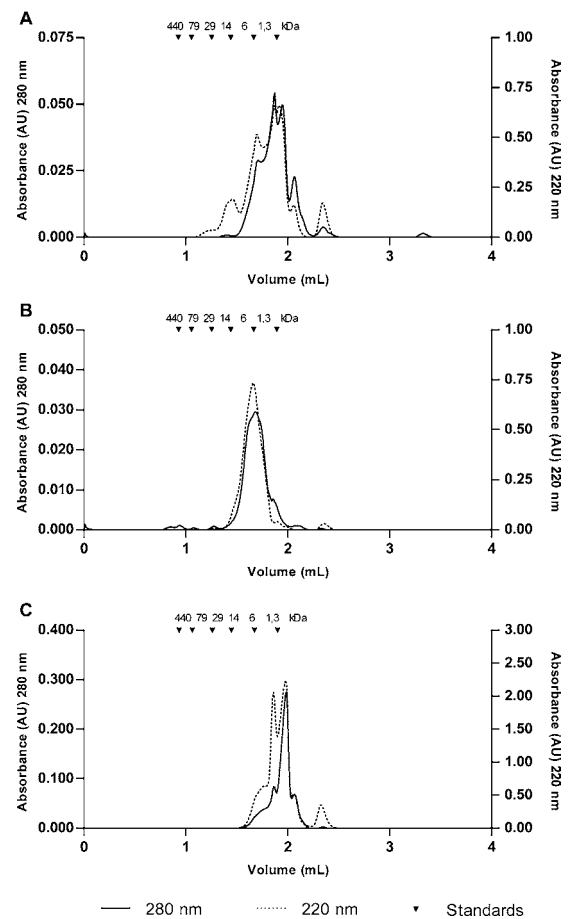 A
440 79 29 14 6 1,3 kDa
Absorbance (AU) 280 nm
0.075
0.050
0.025
0.000
1.00
0.75
0.50
0.25
0.00
Absorbance (AU) 220 nm
0 1 2 3 4
Volume (mL)
B
440 79 29 14 6 1,3 kDa
Absorbance (AU) 280 nm
0.050
0.040
0.030
0.020
0.010
0.000
1.00
0.75
0.50
0.25
0.00
Absorbance (AU) 220 nm
0 1 2 3 4
Volume (mL)
C
440 79 29 14 6 1,3 kDa
Absorbance (AU) 280 nm
0.400
0.300
0.200
0.100
0.000
3.00
2.50
2.00
1.50
1.00
0.50
0.00
Absorbance (AU) 220 nm
0 1 2 3 4
Volume (mL)
280 nm 220 nm Standards